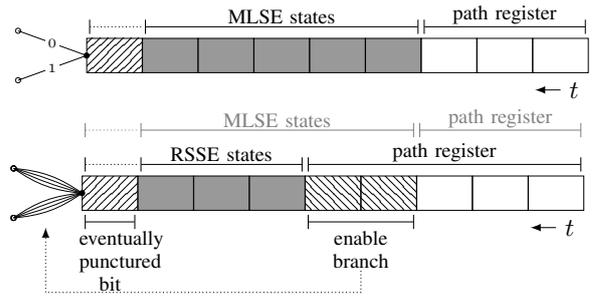 MLSE states
path register
0
1
t
MLSE states
path register
RSSE states
path register
t
eventually
punctured
bit
enable
branch